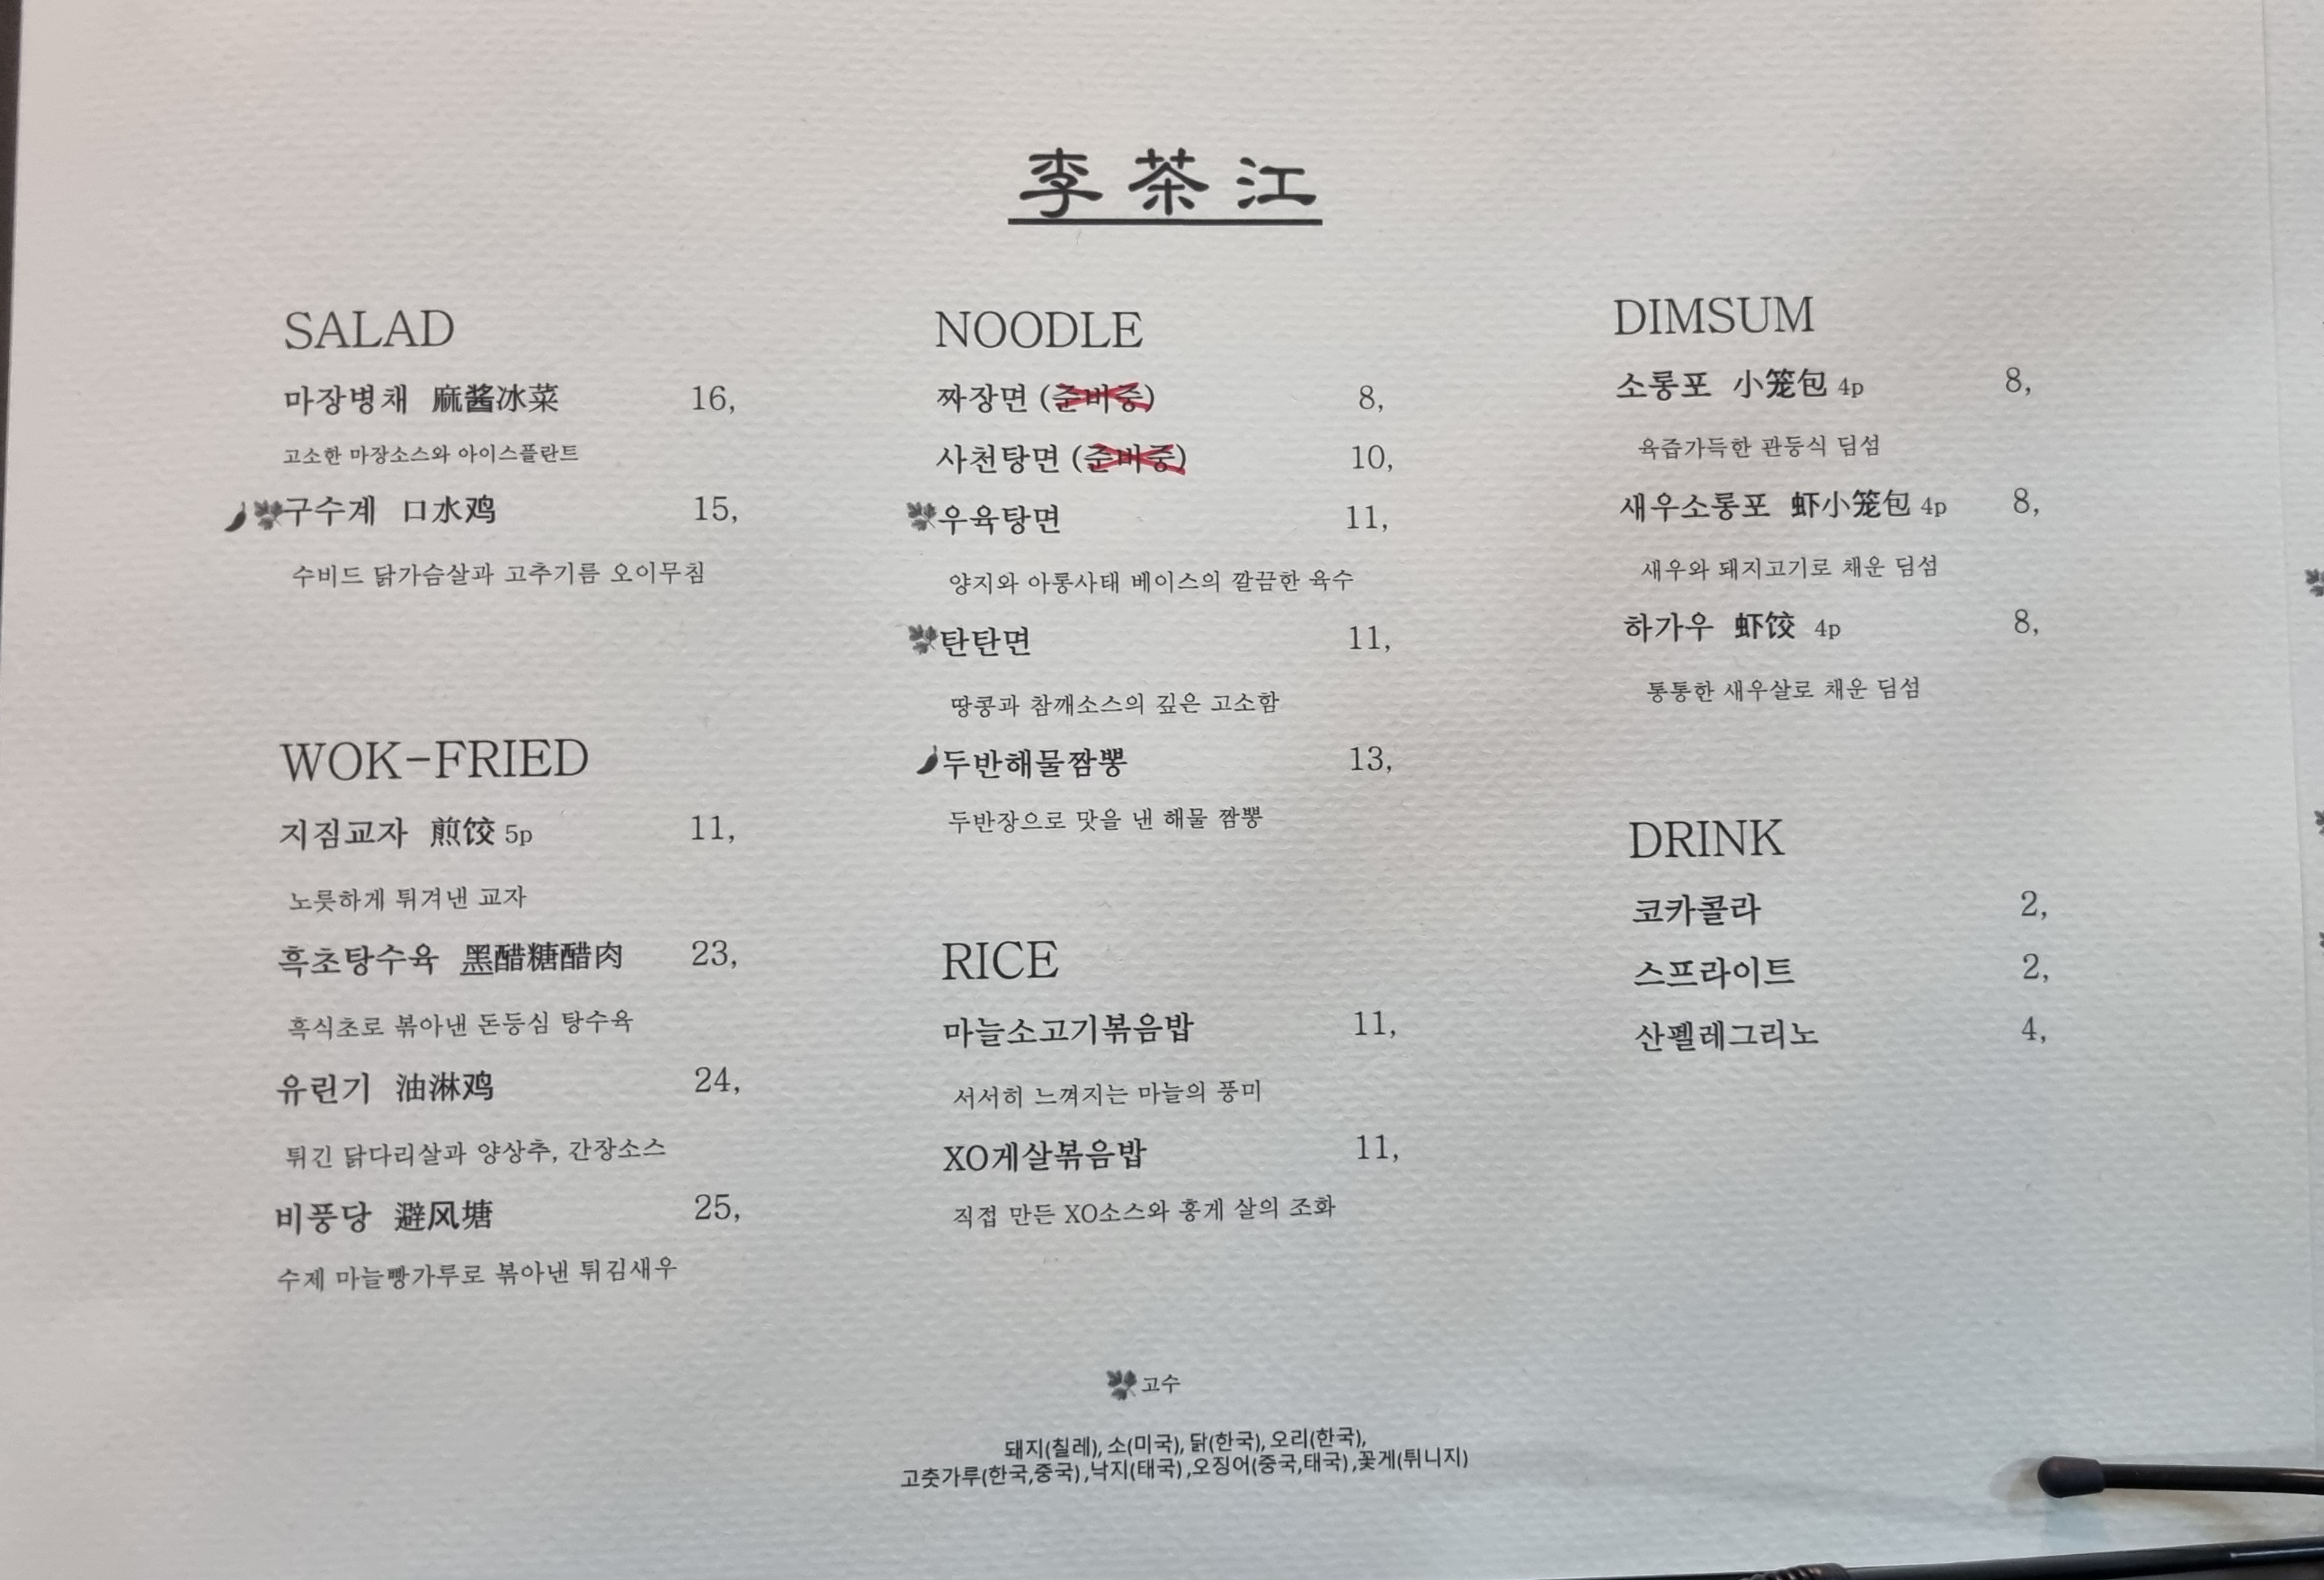 李茶江
SALAD
마장병채 麻酱冰菜 16,
고소한 마장소스와 아이스플란트
구수계 口水鸡 15,
수비드 닭가슴살과 고추기름 오이무침
WOK-FRIED
지짐교자 煎饺 5p 11,
노릇하게 튀겨낸 교자
흑초탕수육 黑醋糖醋肉 23,
흑식초로 볶아낸 돈등심 탕수육
유린기 油淋鸡 24,
튀긴 닭다리살과 양상추, 간장소스
비풍당 避风塘 25,
수제 마늘빵가루로 볶아낸 튀김새우
NOODLE
짜장면 (준비중) 8,
사천탕면 (준비중) 10,
우육탕면 11,
양지와 아롱사태 베이스의 깔끔한 육수
탄탄면 11,
땅콩과 참깨소스의 깊은 고소함
두반해물짬뽕 13,
두반장으로 맛을 낸 해물 짬뽕
RICE
마늘소고기볶음밥 11,
서서히 느껴지는 마늘의 풍미
XO게살볶음밥 11,
직접 만든 XO소스와 홍게 살의 조화
DIMSUM
소롱포 小笼包 4p 8,
육즙가득한 관둥식 딤섬
새우소롱포 虾小笼包 4p 8,
새우와 돼지고기로 채운 딤섬
하가우 虾饺 4p 8,
통통한 새우살로 채운 딤섬
DRINK
코카콜라 2,
스프라이트 2,
산펠레그리노 4,
고수
돼지(칠레), 소(미국), 닭(한국), 오리(한국),
고춧가루(한국,중국) ,낙지(태국) ,오징어(중국,태국) ,꽃게(튀니지)